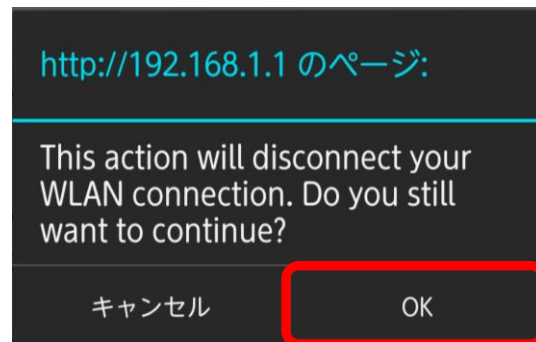 http://192.168.1.1 のページ:
This action will disconnect your
WLAN connection. Do you still
want to continue?
キャンセル
OK